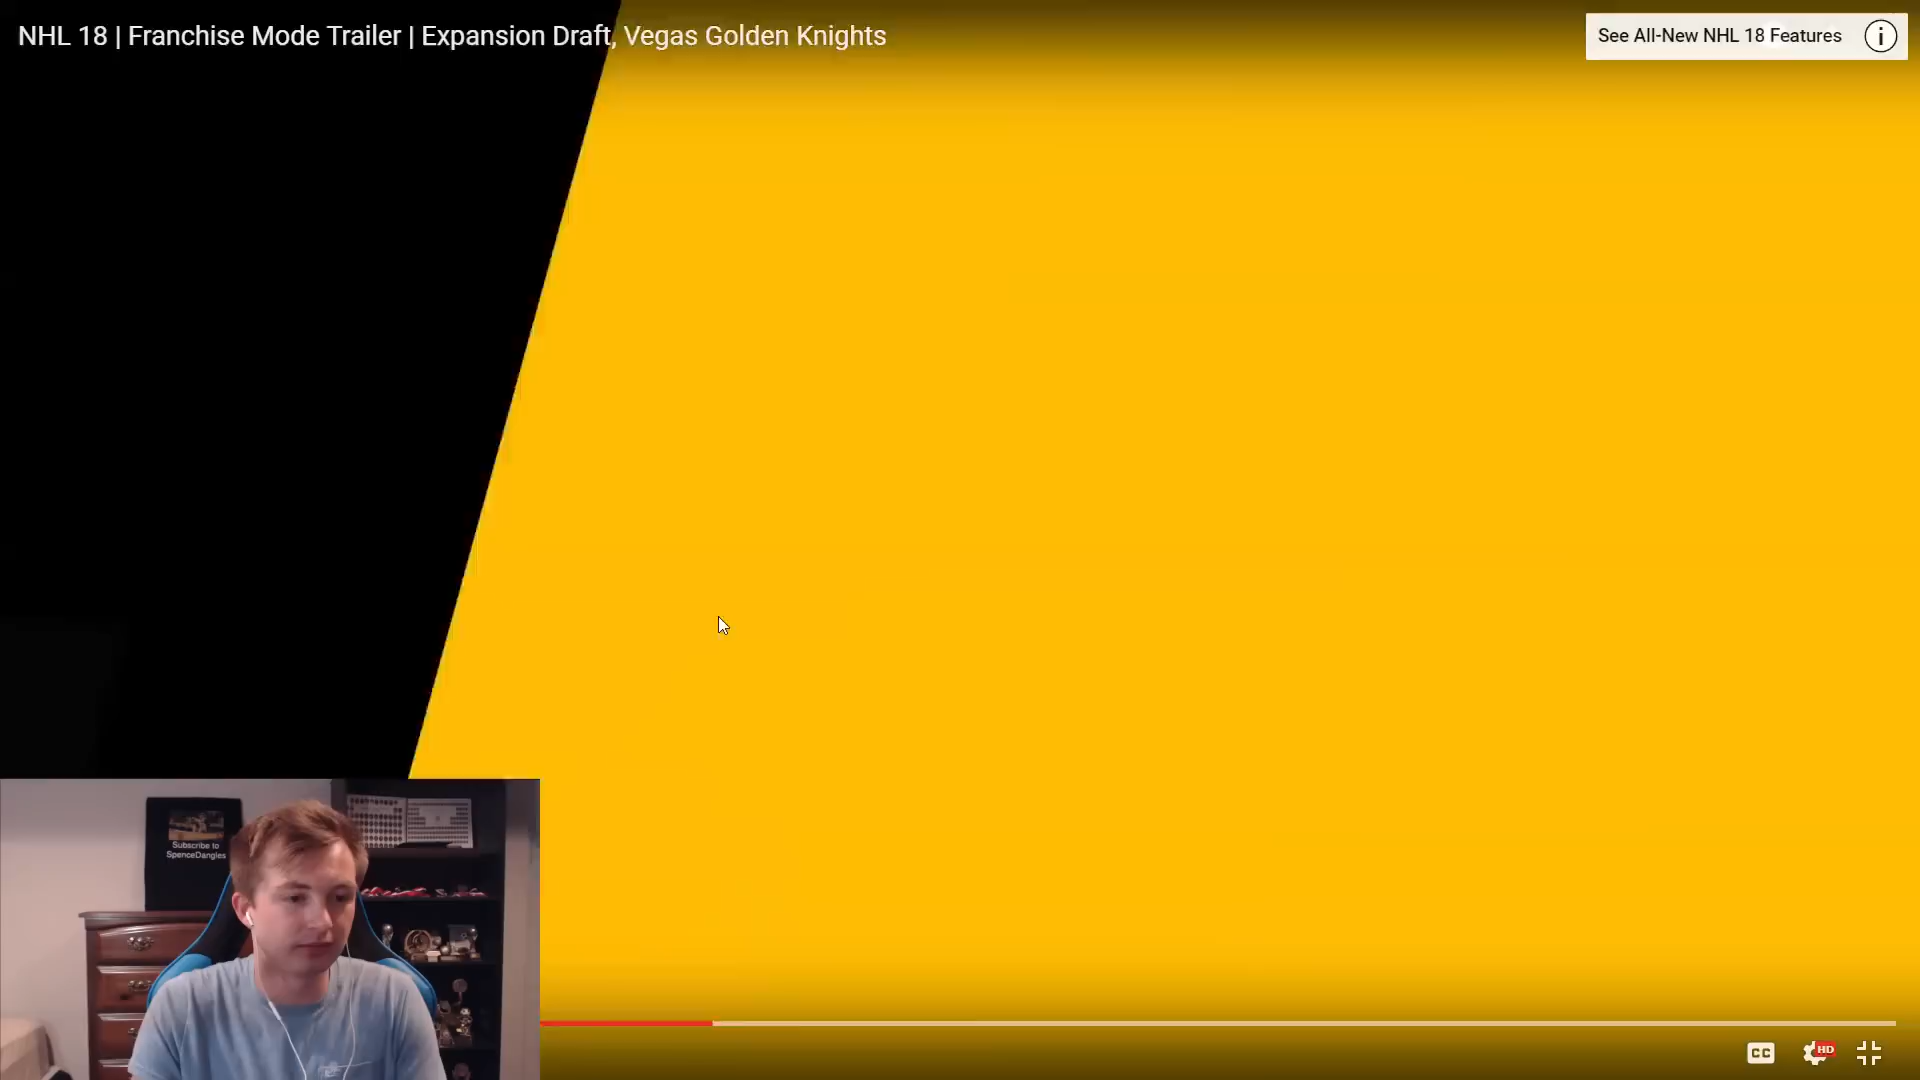 NHL 18 | Franchise Mode Trailer | Expansion Draft, Vegas Golden Knights
See All-New NHL 18 Features
Subscribe to
SpenceDangles
CC
HD